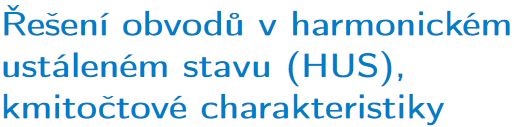 Řešení obvodů v harmonickém
ustáleném stavu (HUS),
kmitočtové charakteristiky